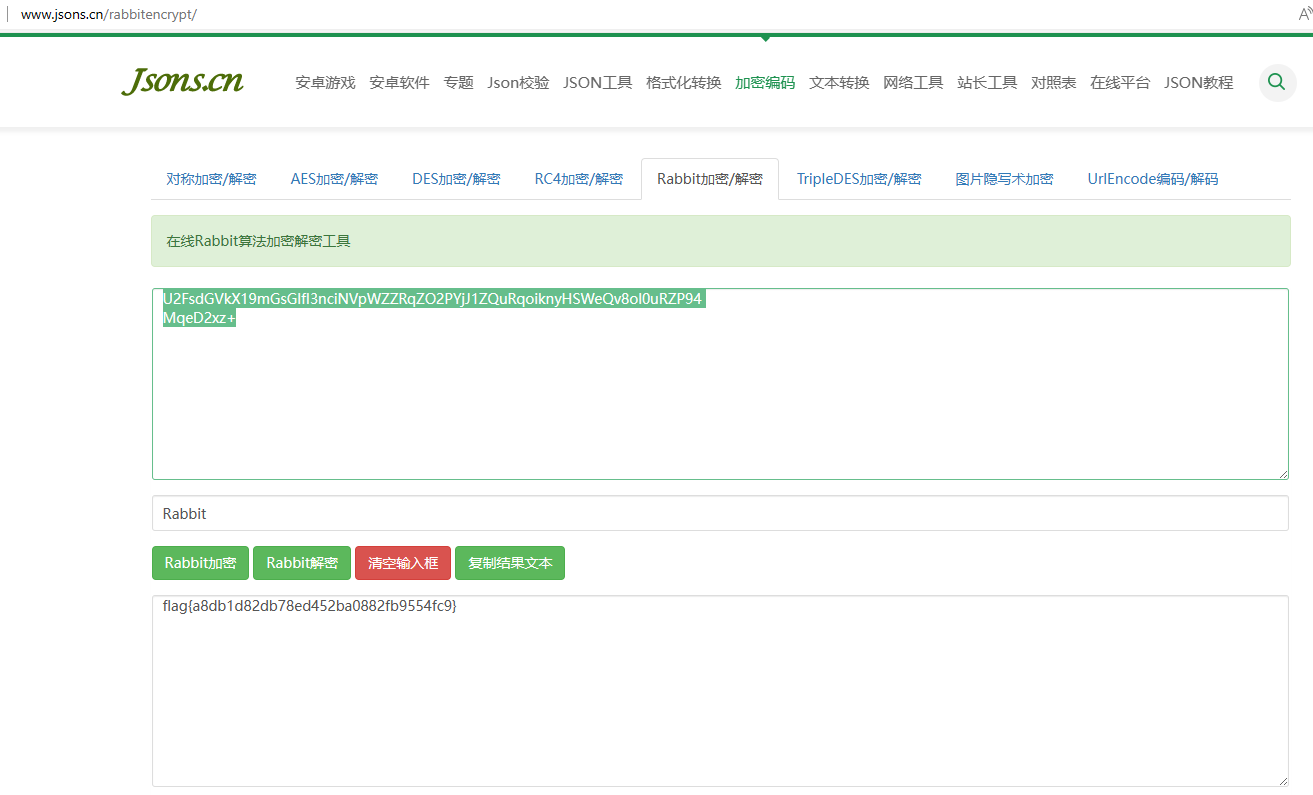 www.jsons.cn/rabbitencrypt/
Jsons.cn 安卓游戏 安卓软件 专题 Json校验 JSON工具 格式化转换 加密编码 文本转换 网络工具 站长工具 对照表 在线平台 JSON教程
对称加密/解密 AES加密/解密 DES加密/解密 RC4加密/解密 Rabbit加密/解密 TripleDES加密/解密 图片隐写术加密 UrlEncode编码/解码
在线Rabbit算法加密解密工具
U2FsdGVkX19mGsGlfI3nciNVpWZZRqZO2PYjJ1ZQuRqoiknyHSWeQv8ol0uRZP94
MqeD2xz+
Rabbit
Rabbit加密 Rabbit解密 清空输入框 复制结果文本
flag{a8db1d82db78ed452ba0882fb9554fc9}